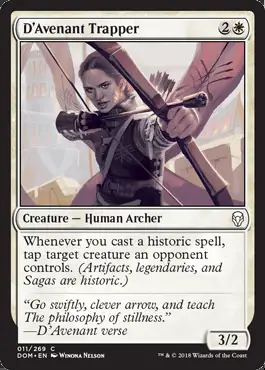 D'Avenant Trapper 2
Creature — Human Archer
Whenever you cast a historic spell,
tap target creature an opponent
controls. (Artifacts, legendaries, and
Sagas are historic.)
"Go swiftly, clever arrow, and teach
The philosophy of stillness."
—D'Avenant verse
3/2
011/269 C
DOM • EN Winona Nelson
™ & © 2018 Wizards of the Coast